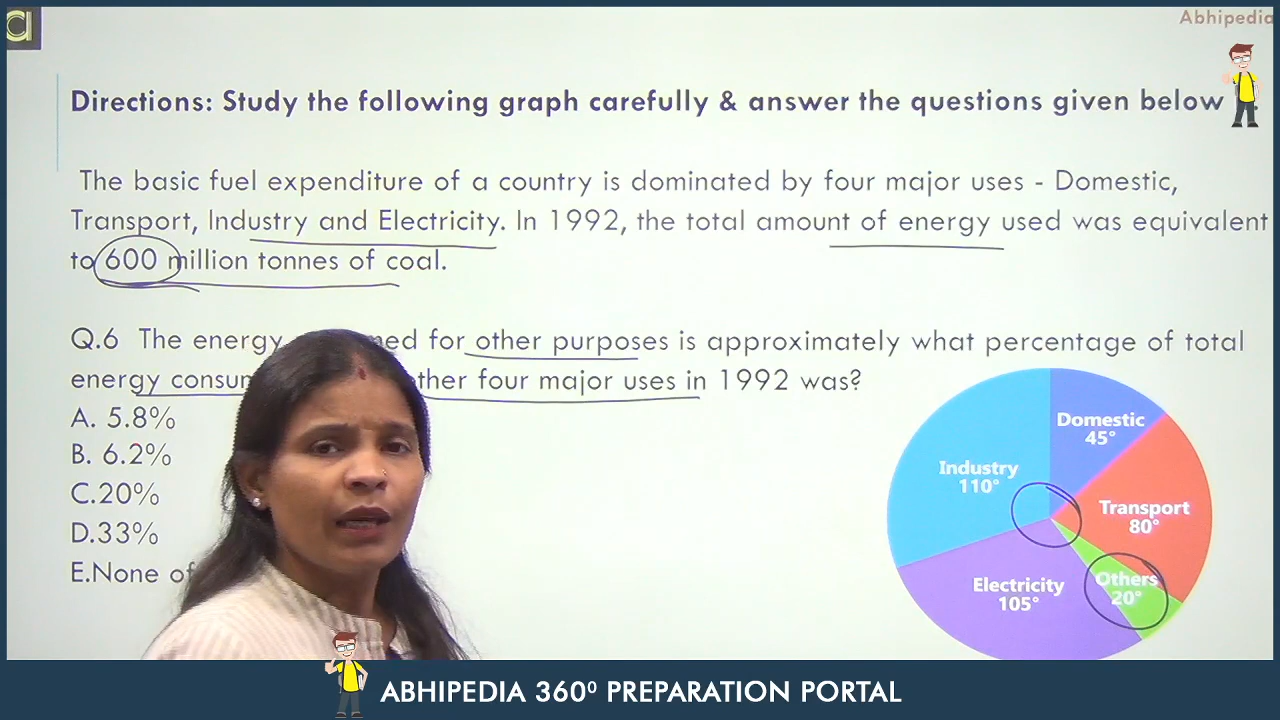 a
Abhipedia
Directions: Study the following graph carefully & answer the questions given below
The basic fuel expenditure of a country is dominated by four major uses - Domestic,
Transport, Industry and Electricity. In 1992, the total amount of energy used was equivalent
to 600 million tonnes of coal.
Q.6 The energy for other purposes is approximately what percentage of total
energy four major uses in 1992 was?
A. 5.8%
B. 6.2%
C.20%
D.33%
E.None of
Domestic
45°
Industry
110°
Transport
80°
Others
20°
Electricity
105°
ABHIPEDIA 360⁰ PREPARATION PORTAL